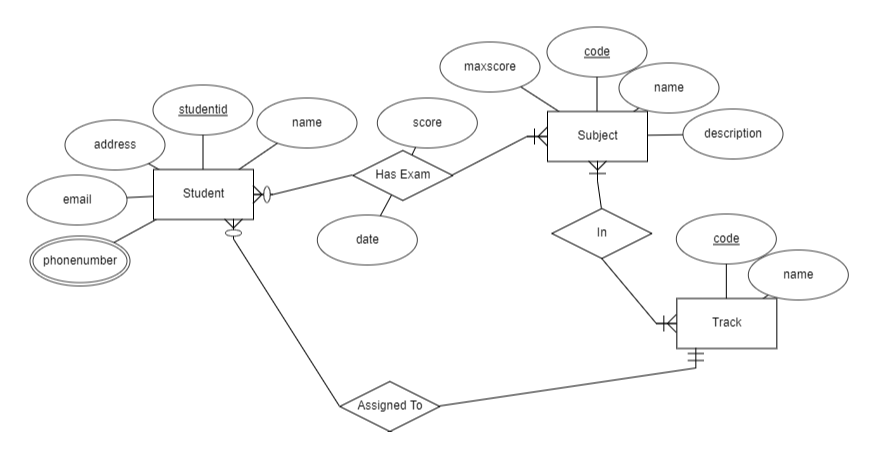 code
maxscore
name
studentid
score
name
Subject
description
address
Has Exam
Student
email
In
code
date
phonenumber
name
Track
Assigned To